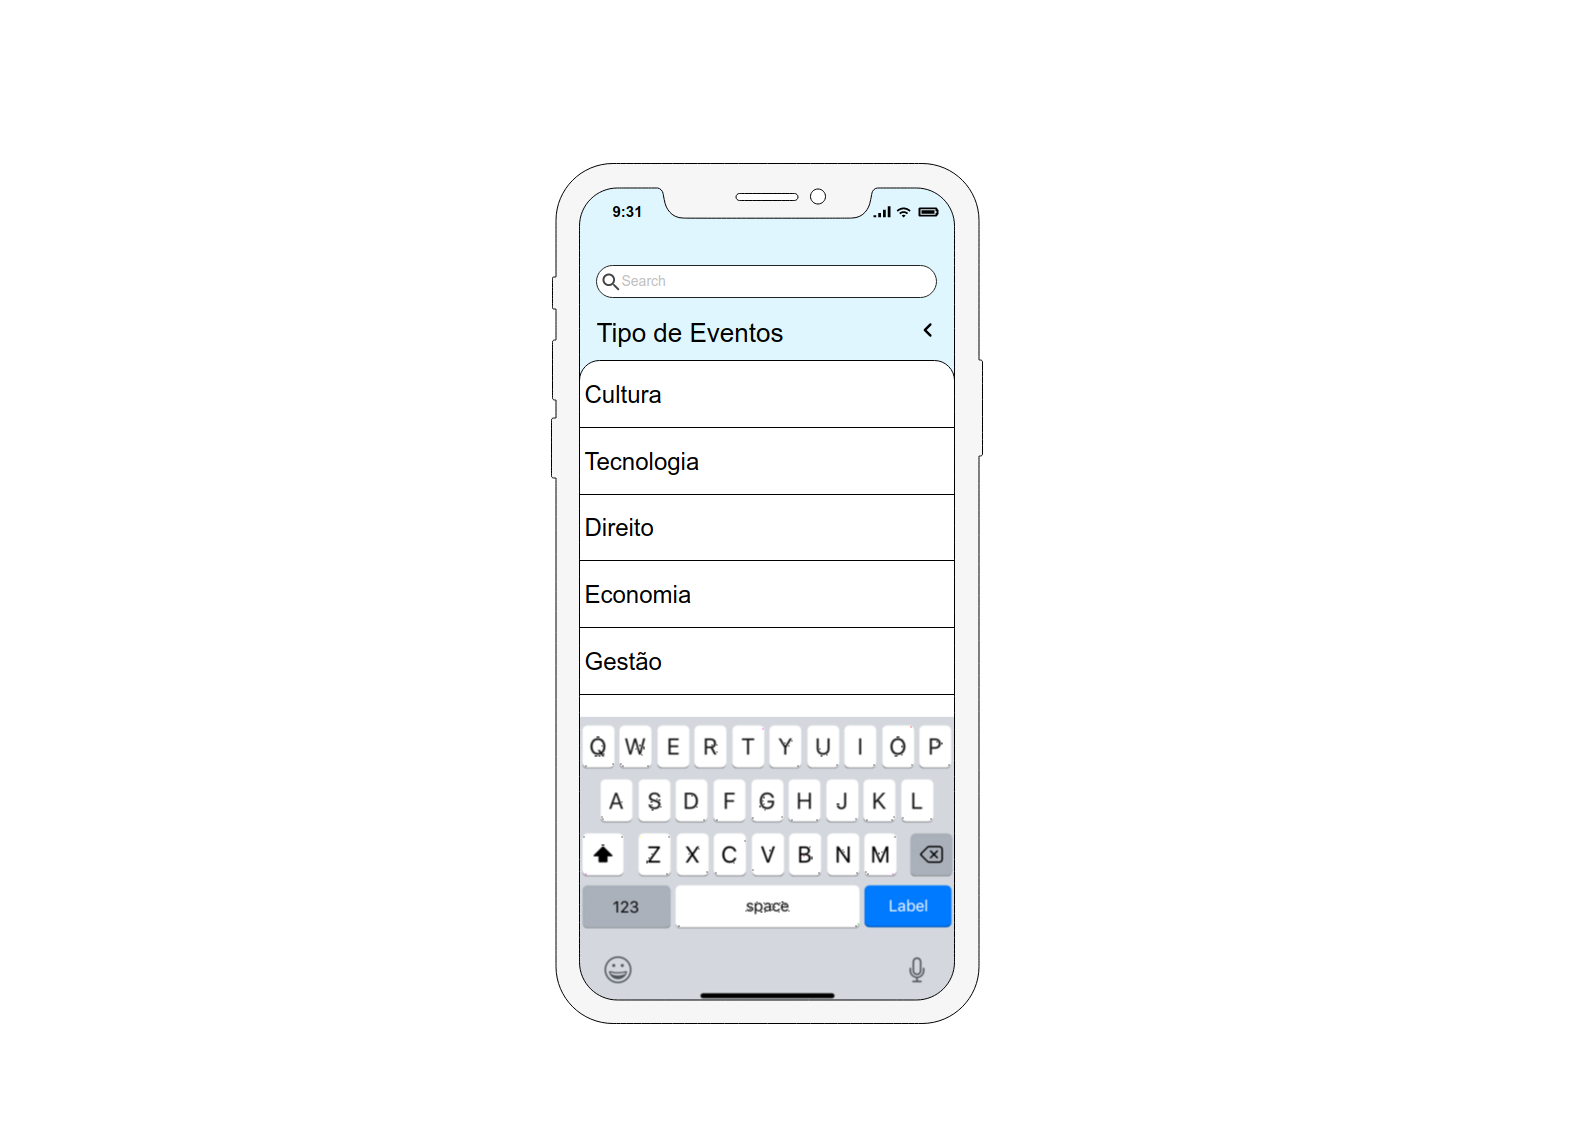 9:31
Search
Tipo de Eventos
Cultura
Tecnologia
Direito
Economia
Gestão
Q W E R T Y U I O P
A S D F G H J K L
Z X C V B N M
123 space Label